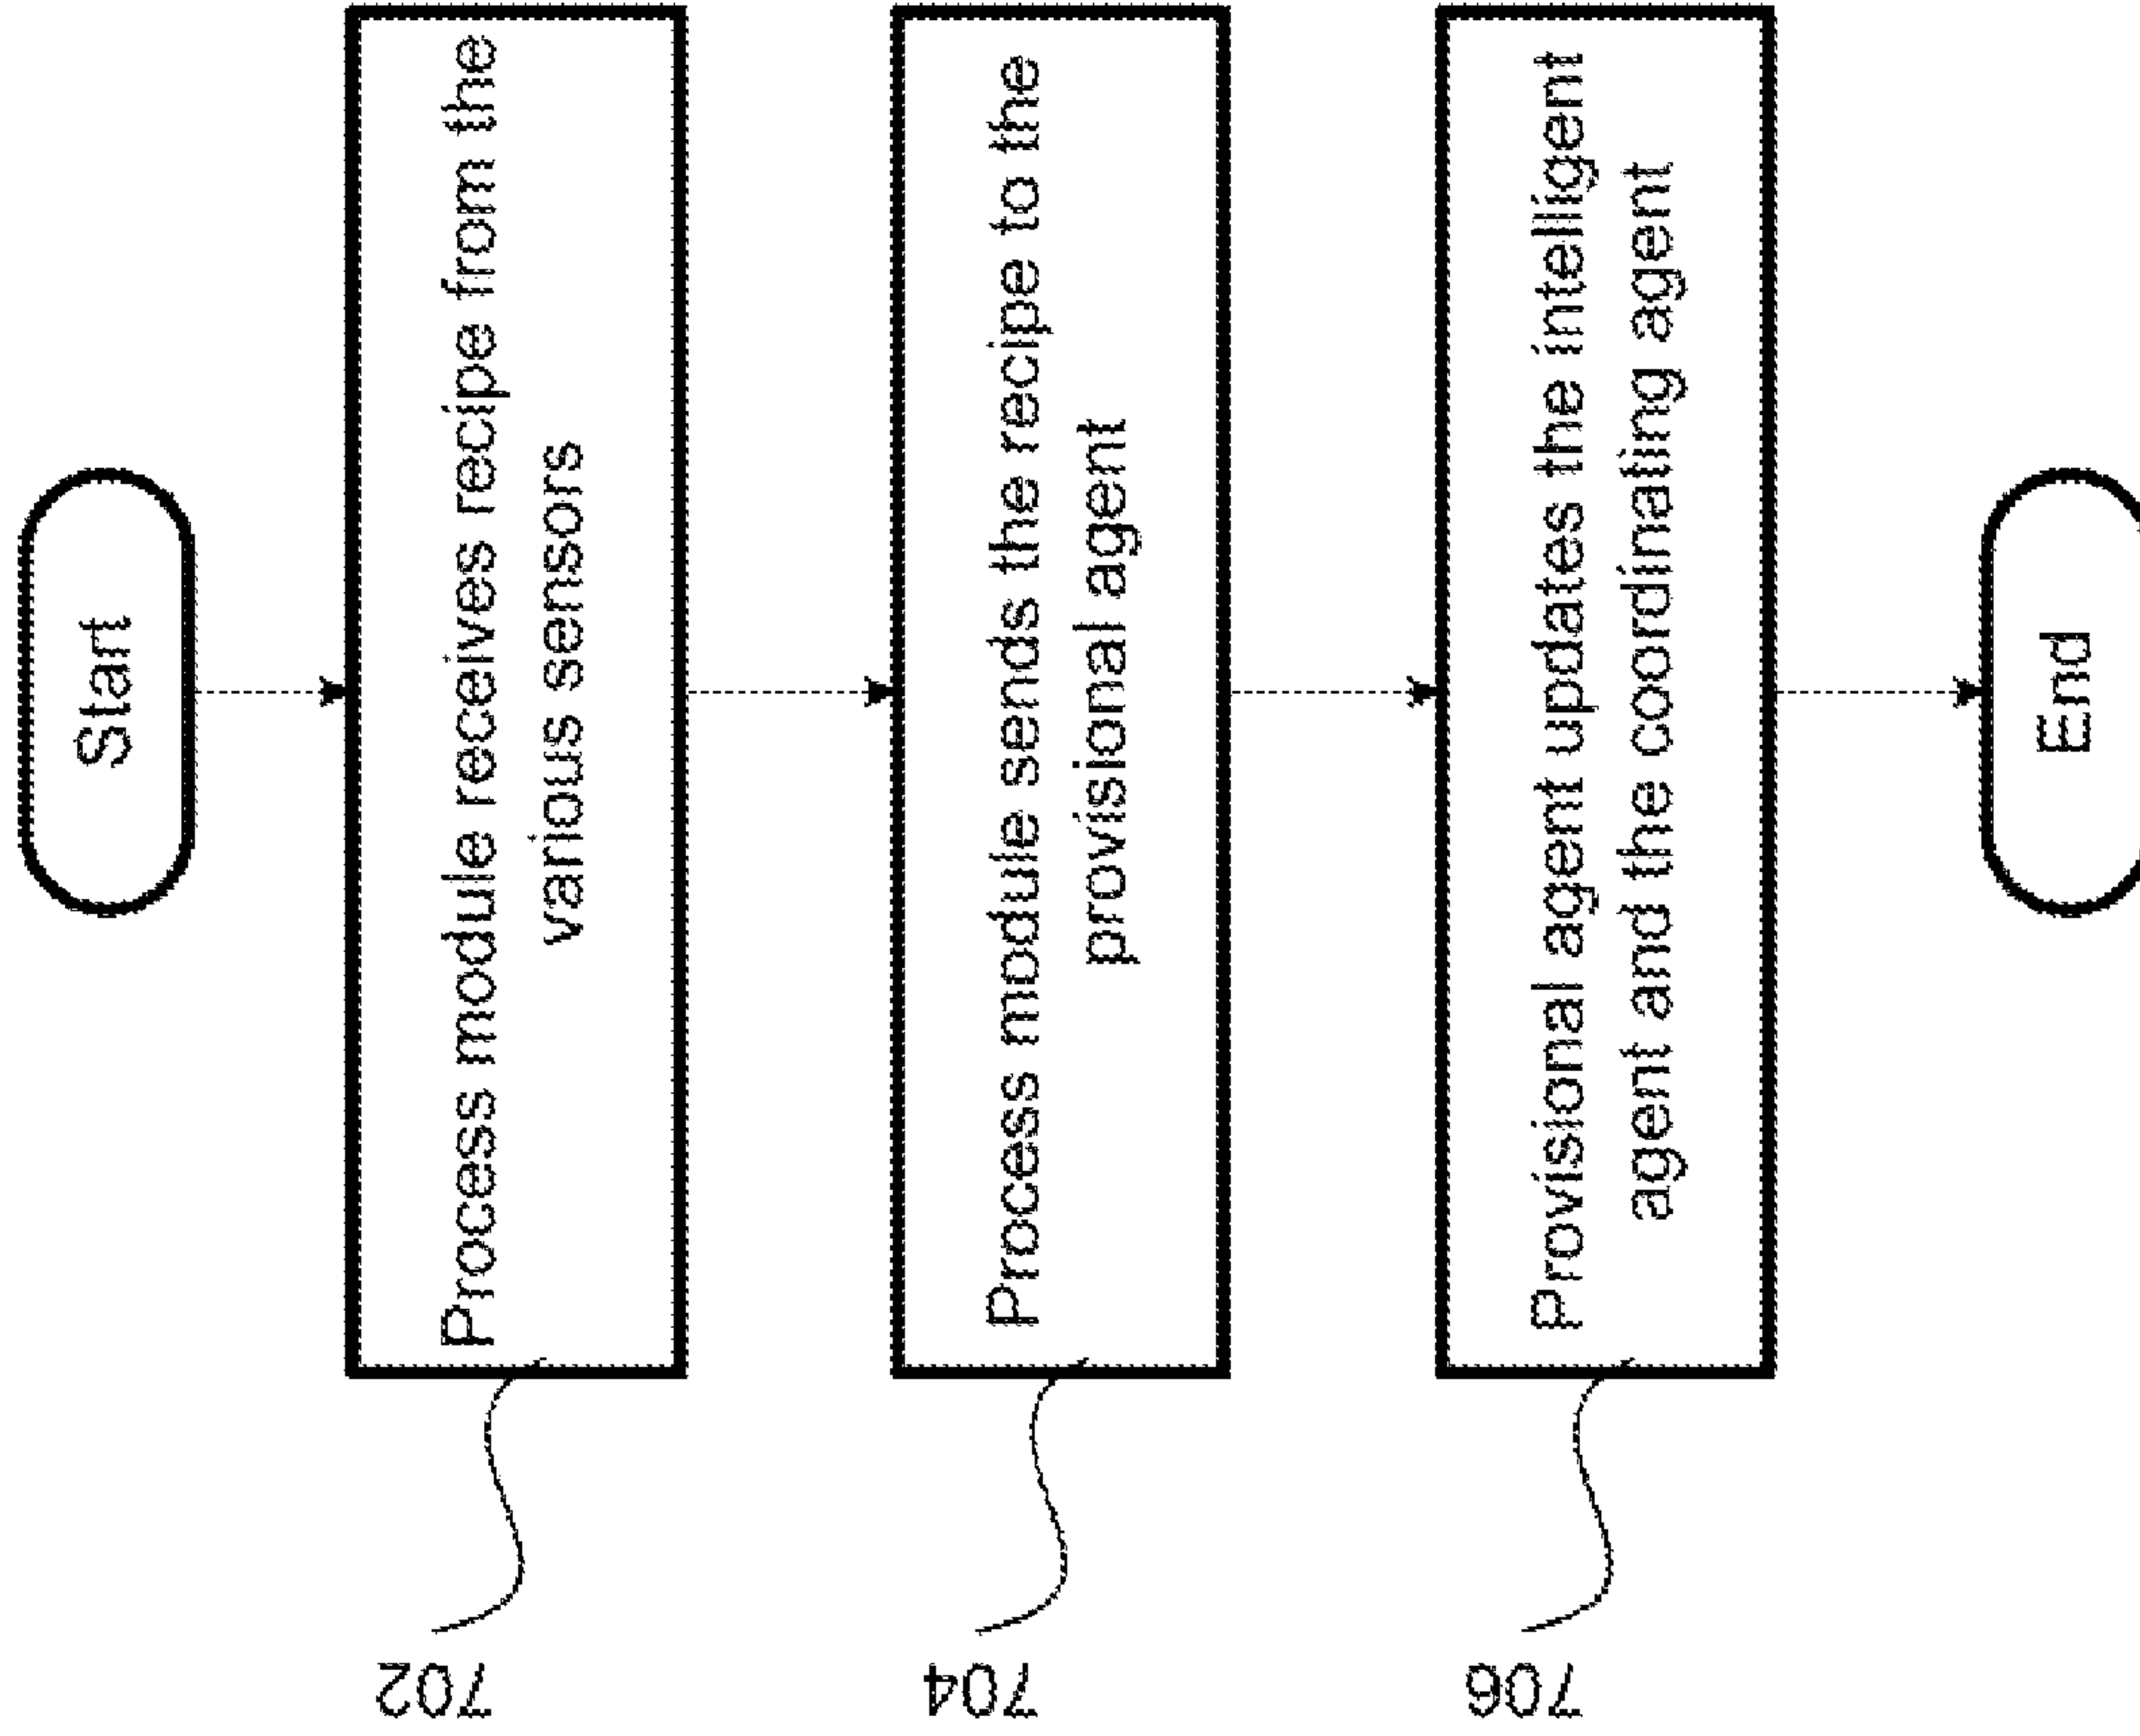 Start
702
Process module receives recipe from the
various sensors
704
Process module sends the recipe to the
provisional agent
706
Provisional agent updates the intelligent
agent and the coordinating agent
End